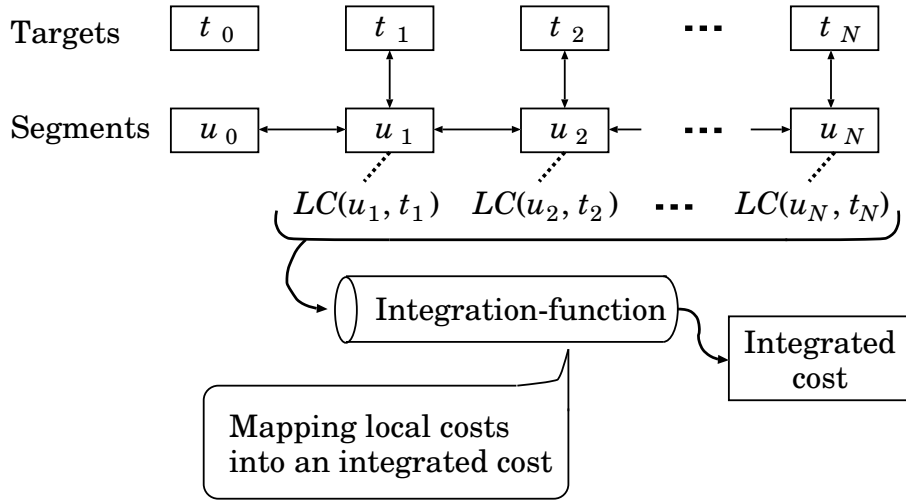 Targets t 0 t 1 t 2 ... t N
Segments u 0 u 1 u 2 ... u N
LC(u1, t1) LC(u2, t2) ... LC(uN, tN)
Integration-function
Integrated
cost
Mapping local costs
into an integrated cost